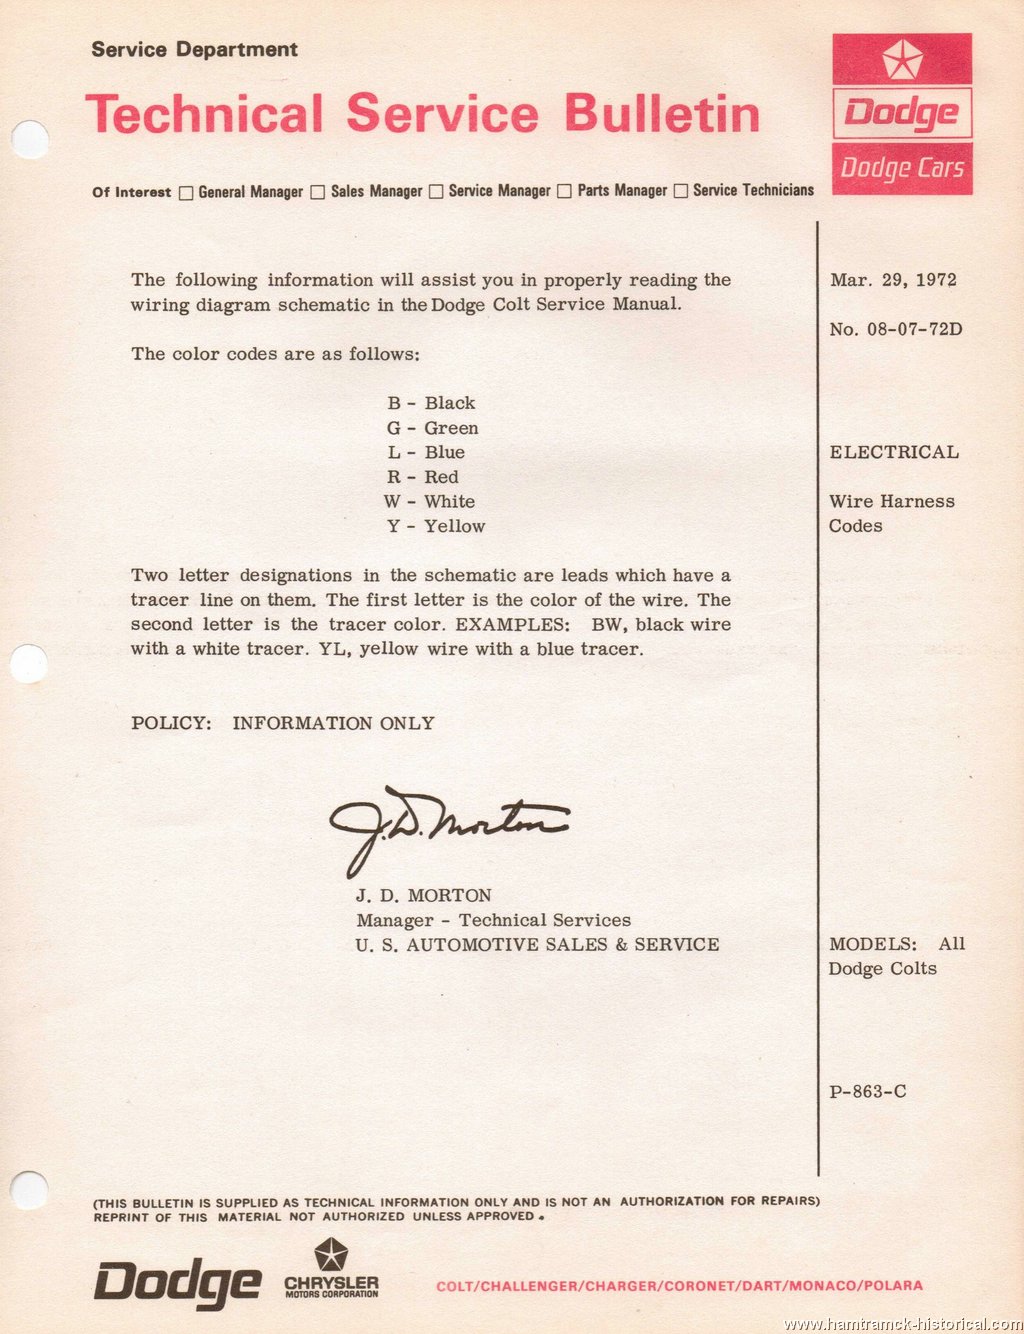 Service Department
Technical Service Bulletin
Dodge
Dodge Cars
Of Interest □ General Manager □ Sales Manager □ Service Manager □ Parts Manager □ Service Technicians
The following information will assist you in properly reading the
wiring diagram schematic in the Dodge Colt Service Manual.
The color codes are as follows:
B - Black
G - Green
L - Blue
R - Red
W - White
Y - Yellow
Two letter designations in the schematic are leads which have a
tracer line on them. The first letter is the color of the wire. The
second letter is the tracer color. EXAMPLES: BW, black wire
with a white tracer. YL, yellow wire with a blue tracer.
POLICY: INFORMATION ONLY
J.D. Morton
J. D. MORTON
Manager - Technical Services
U. S. AUTOMOTIVE SALES & SERVICE
Mar. 29, 1972
No. 08-07-72D
ELECTRICAL
Wire Harness
Codes
MODELS: All
Dodge Colts
P-863-C
(THIS BULLETIN IS SUPPLIED AS TECHNICAL INFORMATION ONLY AND IS NOT AN AUTHORIZATION FOR REPAIRS)
REPRINT OF THIS MATERIAL NOT AUTHORIZED UNLESS APPROVED.
Dodge
CHRYSLER
MOTORS CORPORATION
COLT/CHALLENGER/CHARGER/CORONET/DART/MONACO/POLARA
www.hamtramck-historical.com